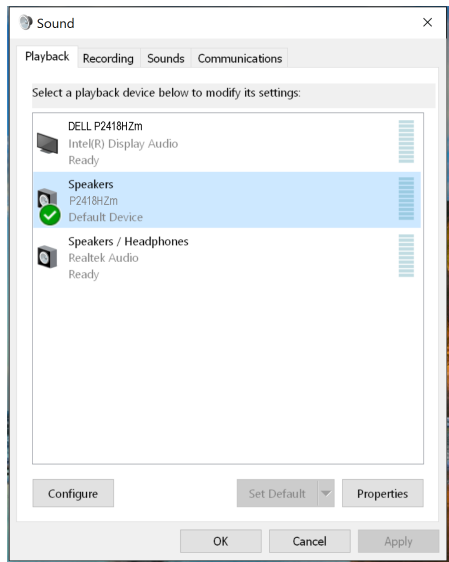 Sound
Playback Recording Sounds Communications
Select a playback device below to modify its settings:
DELL P2418HZm
Intel(R) Display Audio
Ready
Speakers
P2418HZm
Default Device
Speakers / Headphones
Realtek Audio
Ready
Configure Set Default Properties
OK Cancel Apply